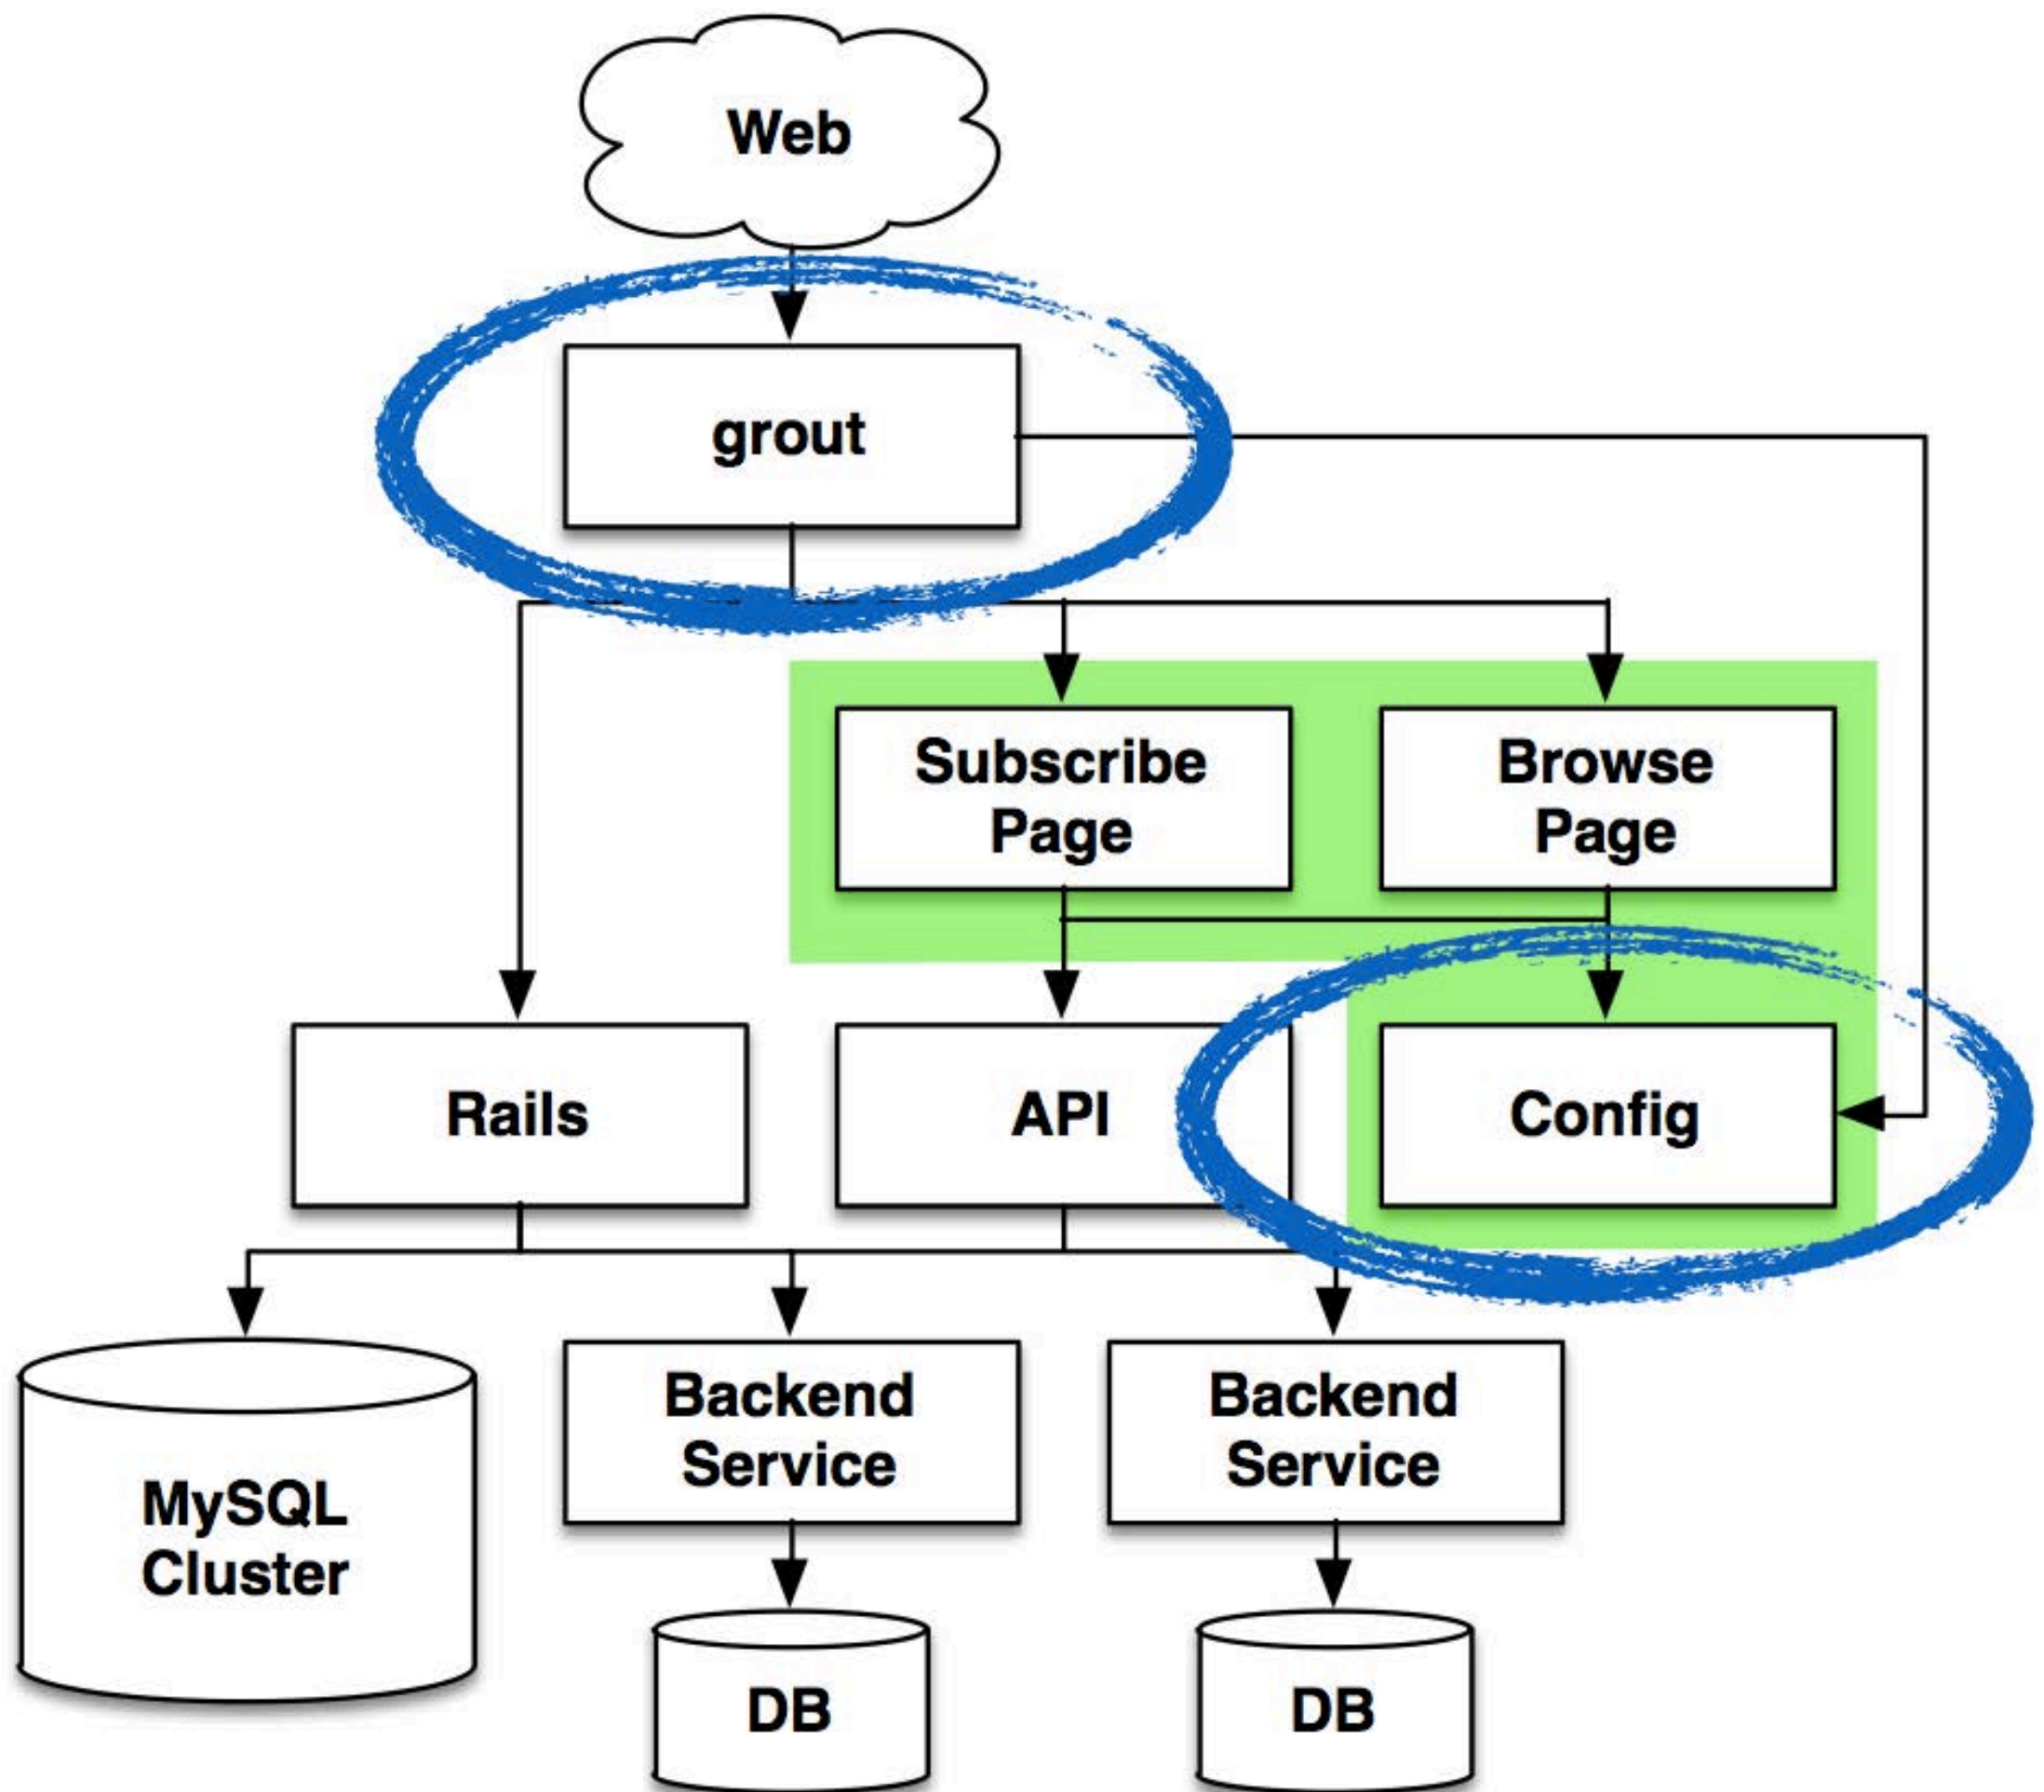 Web
grout
Subscribe
Page
Browse
Page
Rails
API
Config
MySQL
Cluster
Backend
Service
Backend
Service
DB
DB